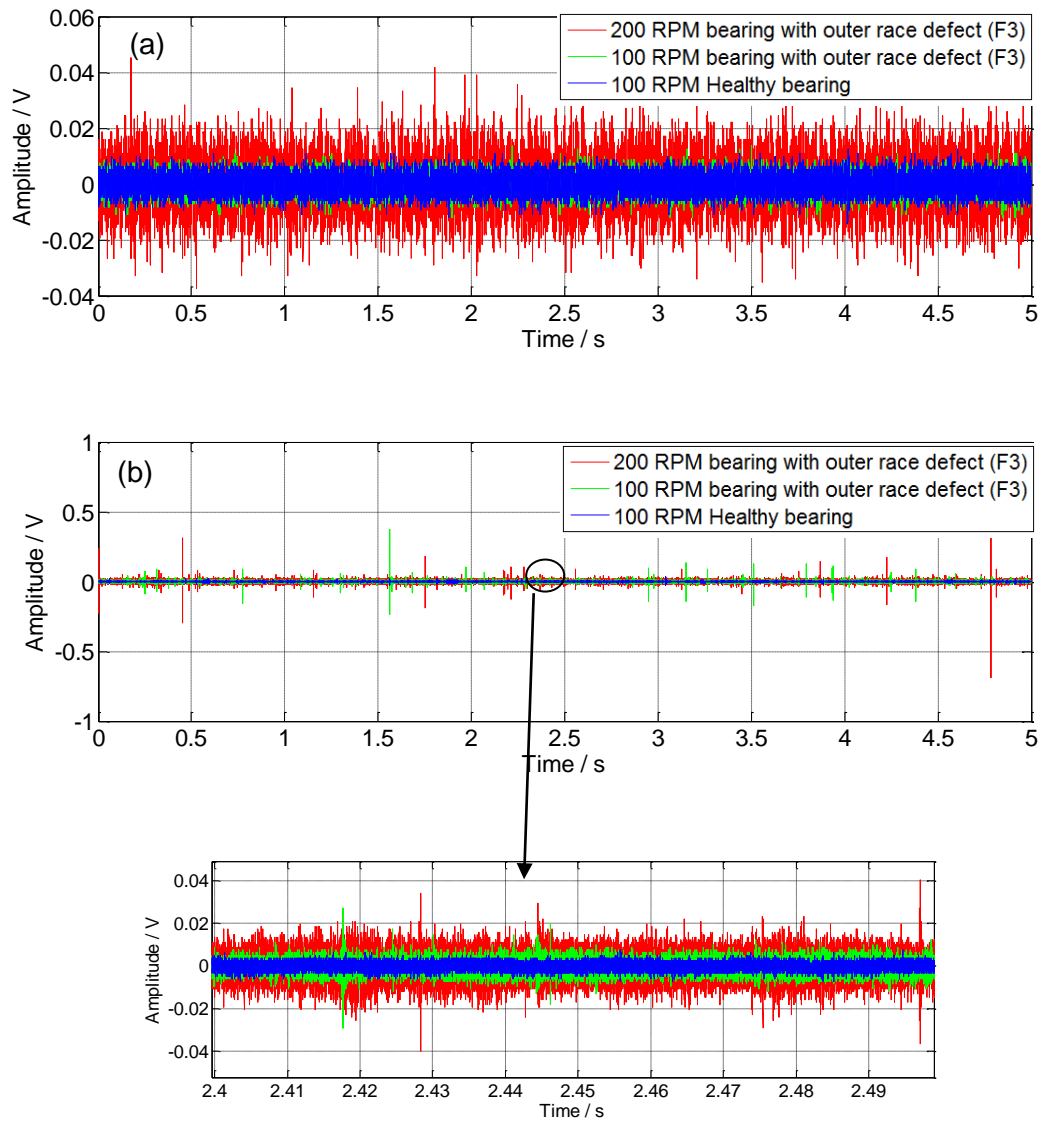 (a)
200 RPM bearing with outer race defect (F3)
100 RPM bearing with outer race defect (F3)
100 RPM Healthy bearing
0.06
0.04
0.02
0
-0.02
-0.04
Amplitude / V
0 0.5 1 1.5 2 2.5 3 3.5 4 4.5 5
Time / s
(b)
200 RPM bearing with outer race defect (F3)
100 RPM bearing with outer race defect (F3)
100 RPM Healthy bearing
1
0.5
0
-0.5
-1
Amplitude / V
0 0.5 1 1.5 2 2.5 3 3.5 4 4.5 5
Time / s
0.04
0.02
0
-0.02
-0.04
Amplitude / V
2.4 2.41 2.42 2.43 2.44 2.45 2.46 2.47 2.48 2.49
Time / s